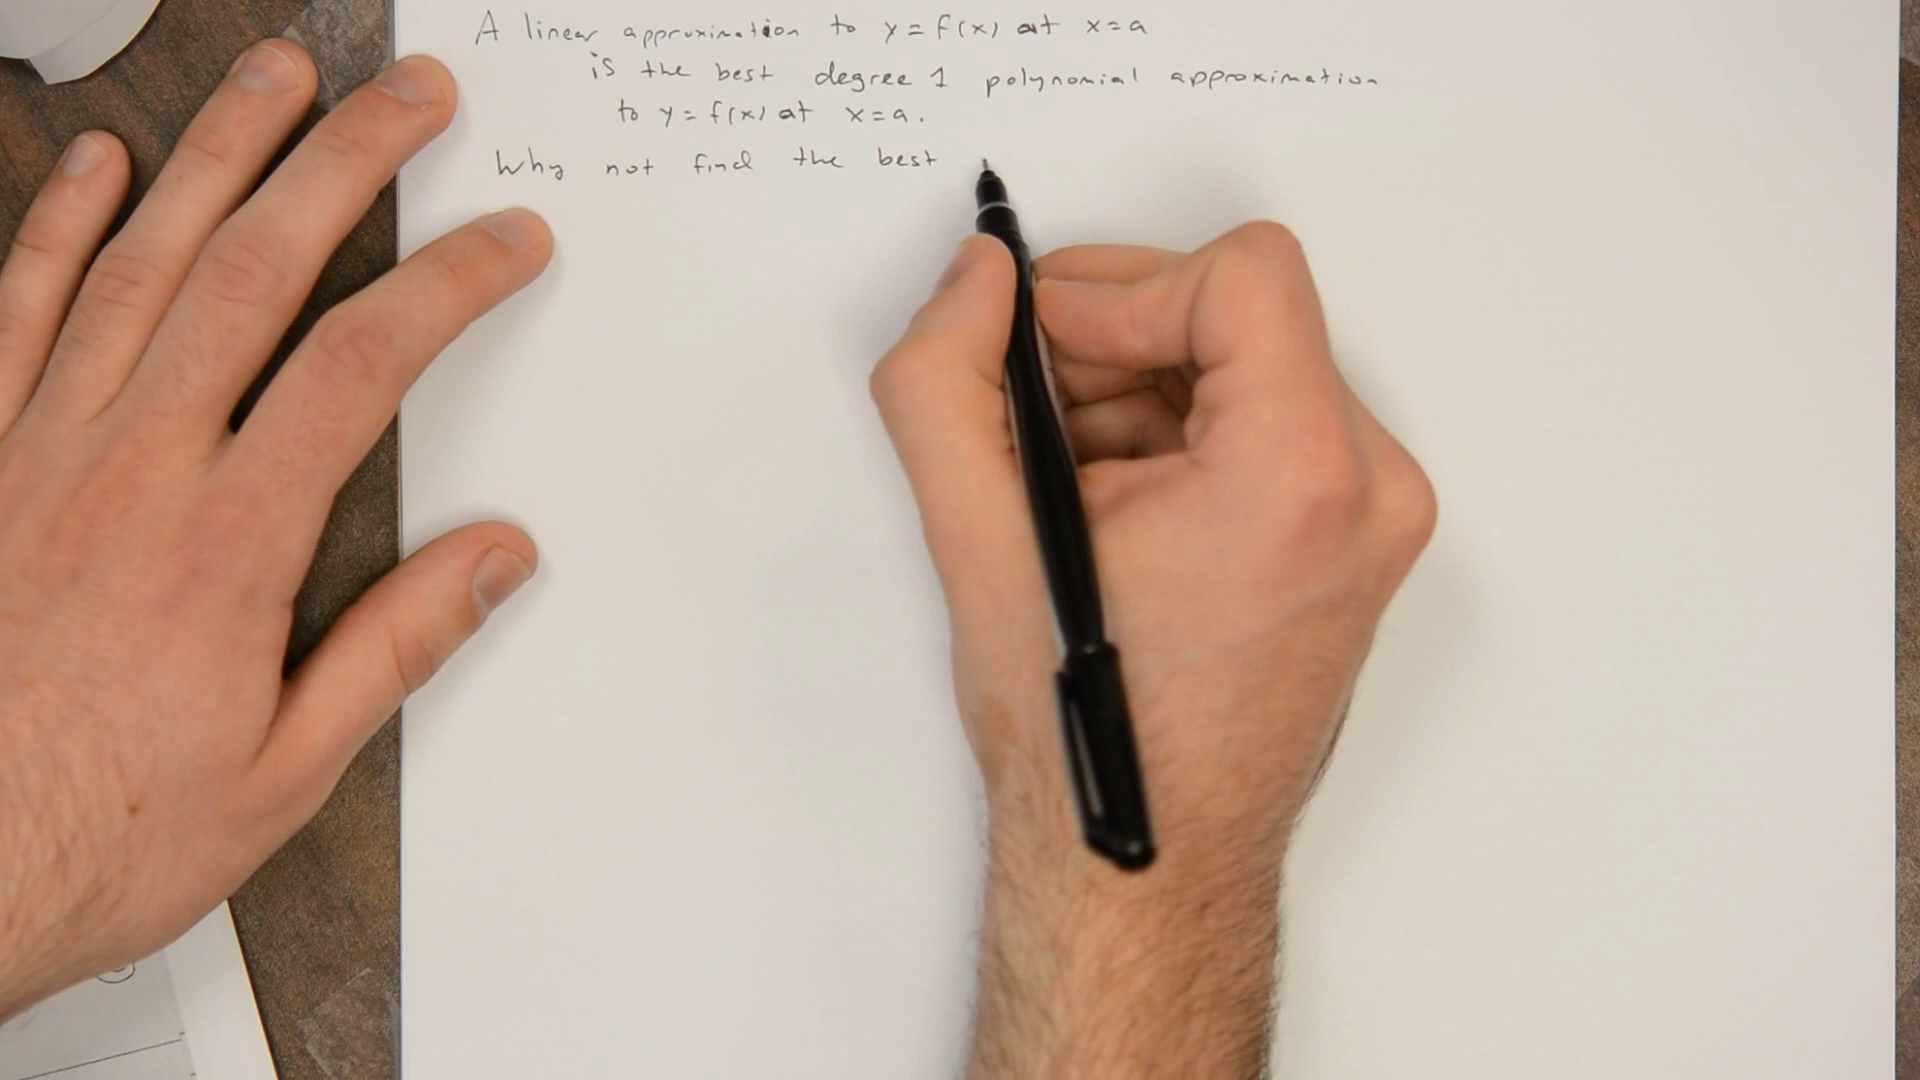 A linear approximation to y = f(x) at x=a
is the best degree 1 polynomial approximation
to y = f(x) at x=a.
Why not find the best